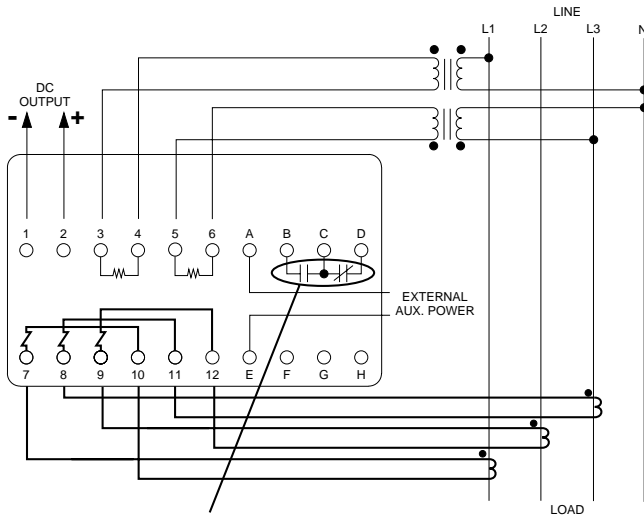 LINE
L1 L2 L3 N
DC
OUTPUT
- +
1 2 3 4 5 6 A B C D
EXTERNAL
AUX. POWER
7 8 9 10 11 12 E F G H
LOAD